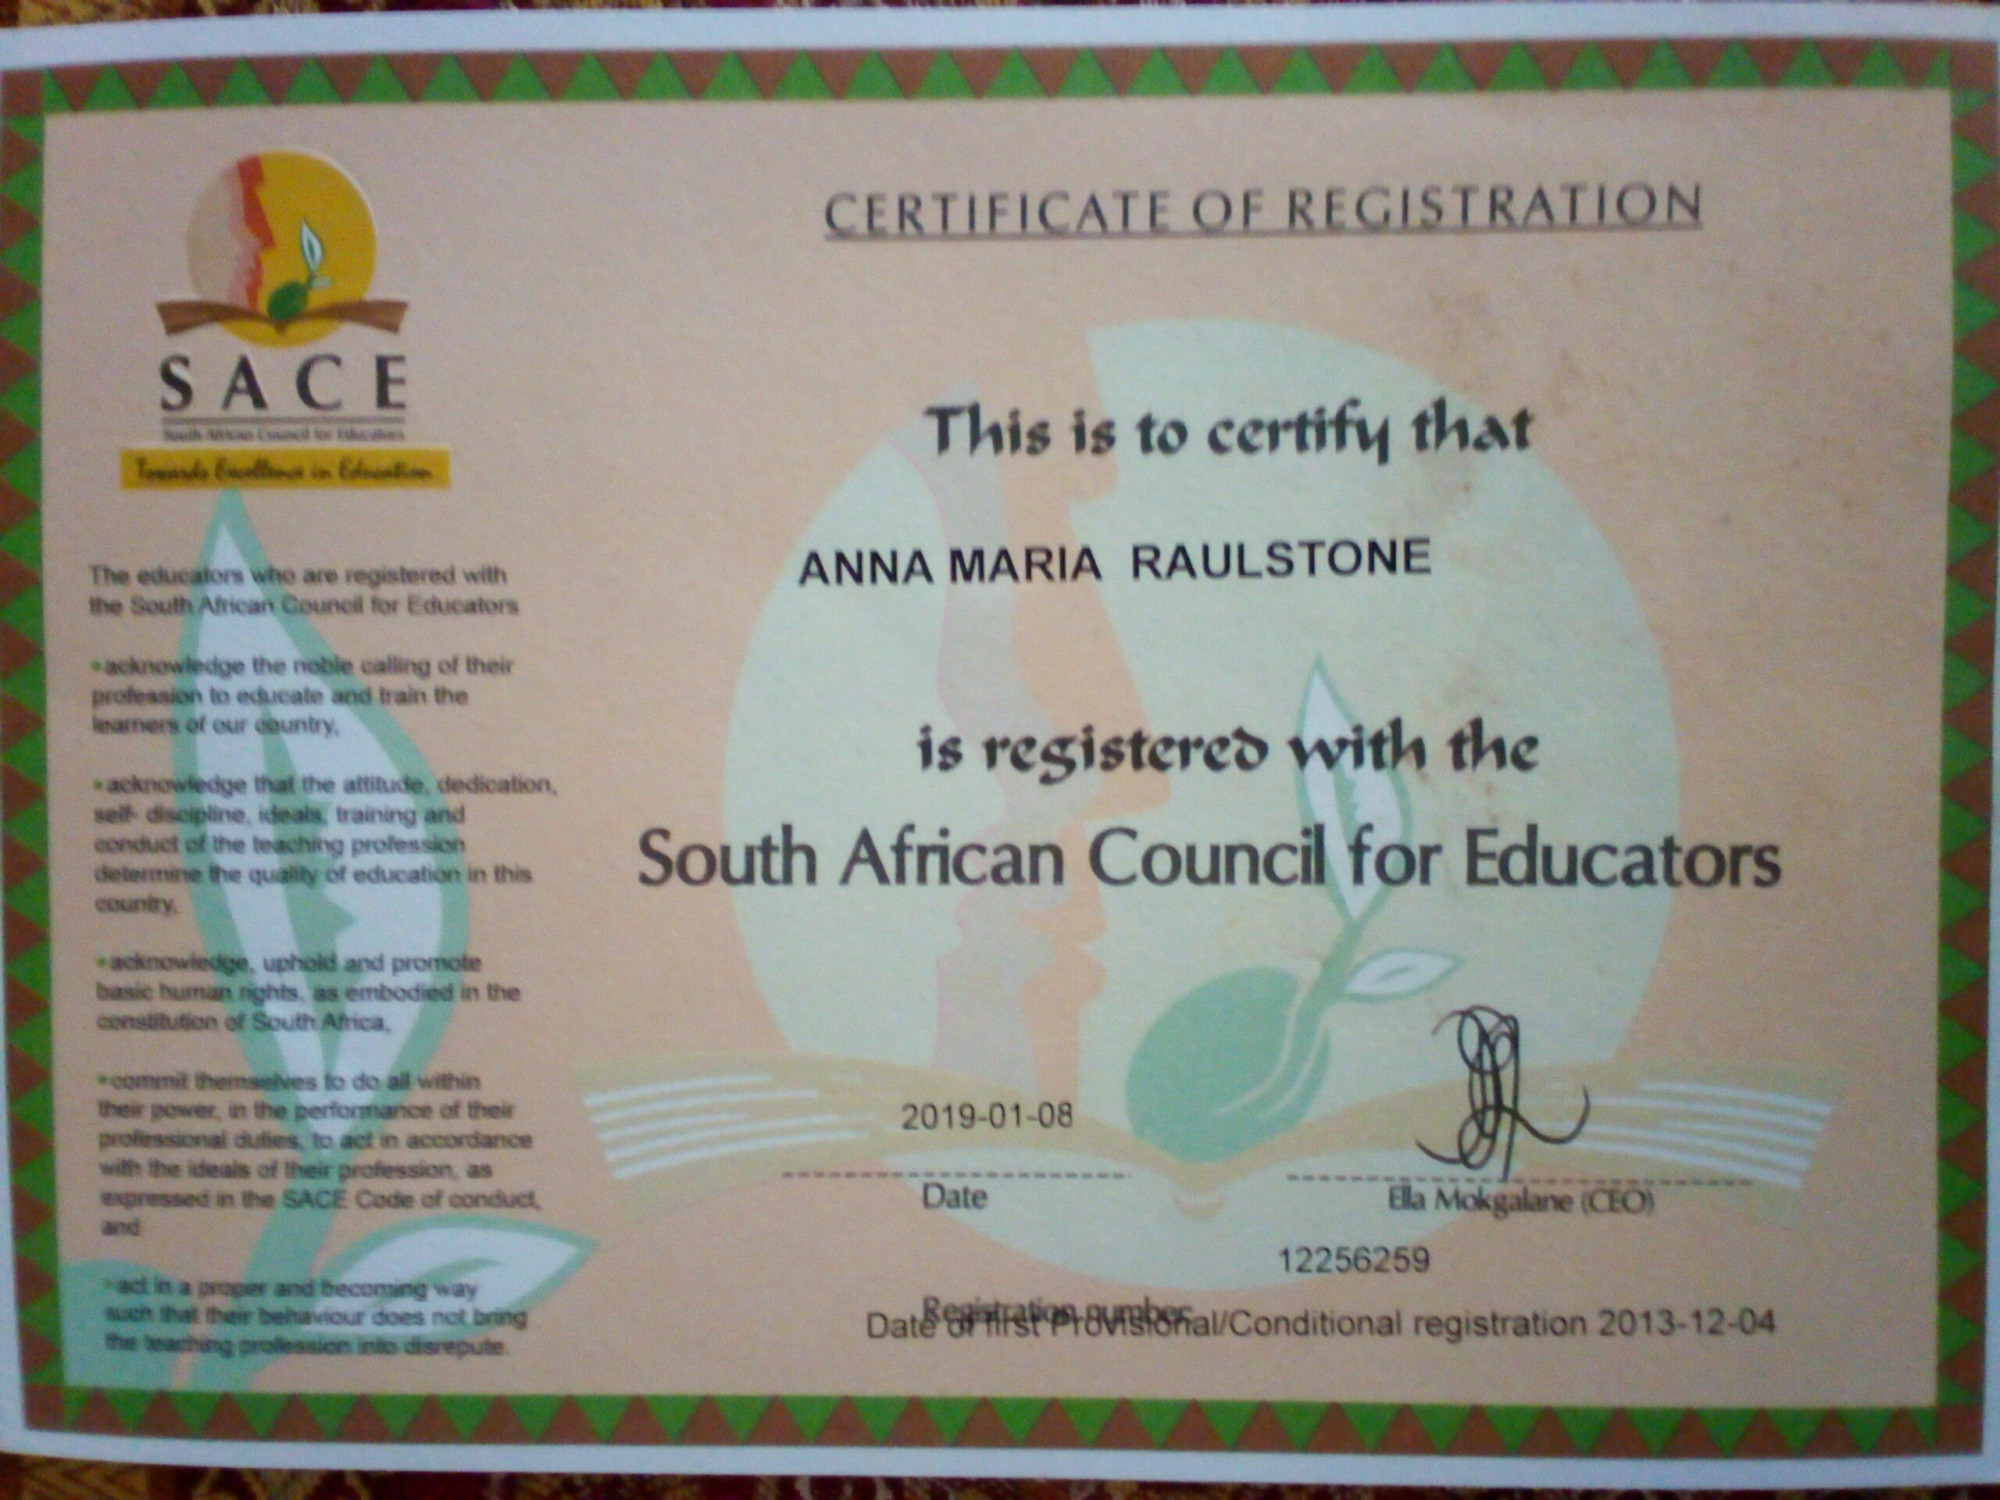 CERTIFICATE OF REGISTRATION
SACE
South African Council for Educators
Towards Excellence in Education
The educators who are registered with
the South African Council for Educators
•acknowledge the noble calling of their
profession to educate and train the
learners of our country,
•acknowledge that the attitude, dedication,
self- discipline, ideals, training and
conduct of the teaching profession
determine the quality of education in this
country,
•acknowledge, uphold and promote
basic human rights, as embodied in the
constitution of South Africa,
•commit themselves to do all within
their power, in the performance of their
professional duties, to act in accordance
with the ideals of their profession, as
expressed in the SACE Code of conduct,
and
•act in a proper and becoming way
such that their behaviour does not bring
the teaching profession into disrepute.
This is to certify that
ANNA MARIA RAULSTONE
is registered with the
South African Council for Educators
2019-01-08
Date
Ella Mokgalane (CEO)
12256259
Registration number
Date of first Provisional/Conditional registration 2013-12-04